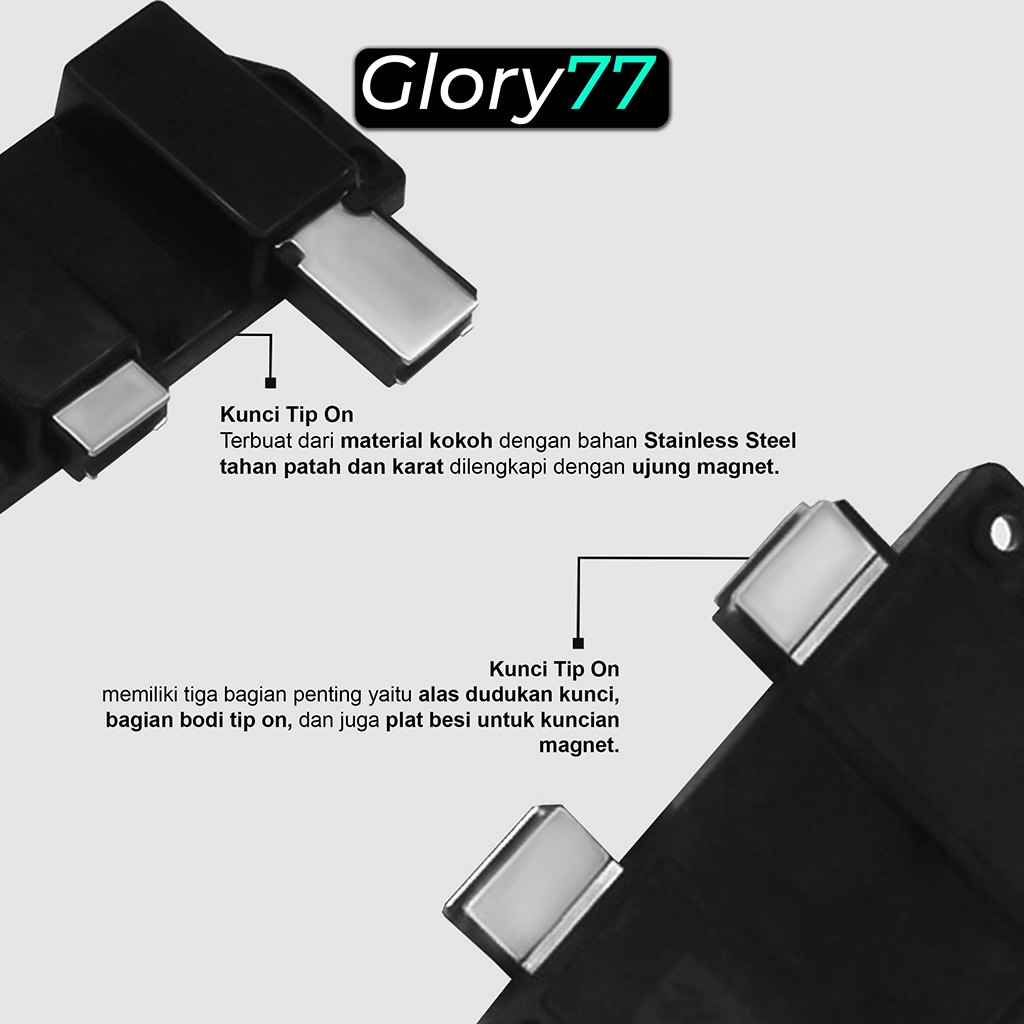 Glory77
Kunci Tip On
Terbuat dari material kokoh dengan bahan Stainless Steel
tahan patah dan karat dilengkapi dengan ujung magnet.
Kunci Tip On
memiliki tiga bagian penting yaitu alas dudukan kunci,
bagian bodi tip on, dan juga plat besi untuk kuncian
magnet.